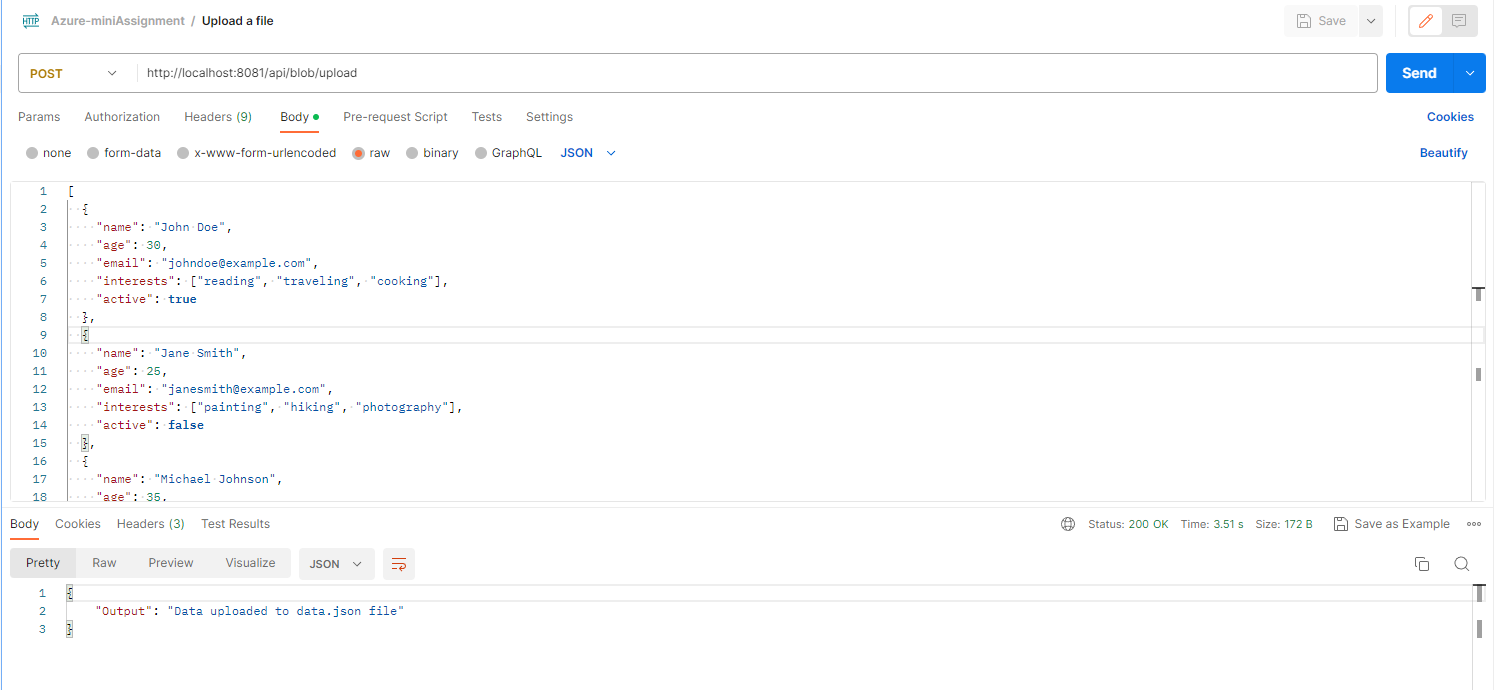 HTTP Azure-miniAssignment / Upload a file Save
POST http://localhost:8081/api/blob/upload Send
Params Authorization Headers (9) Body Pre-request Script Tests Settings Cookies
none form-data x-www-form-urlencoded raw binary GraphQL JSON Beautify
1 [
2 {
3 "name": "John Doe",
4 "age": 30,
5 "email": "johndoe@example.com",
6 "interests": ["reading", "traveling", "cooking"],
7 "active": true
8 },
9 {
10 "name": "Jane Smith",
11 "age": 25,
12 "email": "janesmith@example.com",
13 "interests": ["painting", "hiking", "photography"],
14 "active": false
15 },
16 {
17 "name": "Michael Johnson",
18 "age": 35,
Body Cookies Headers (3) Test Results Status: 200 OK Time: 3.51 s Size: 172 B Save as Example
Pretty Raw Preview Visualize JSON
1 {
2 "Output": "Data uploaded to data.json file"
3 }